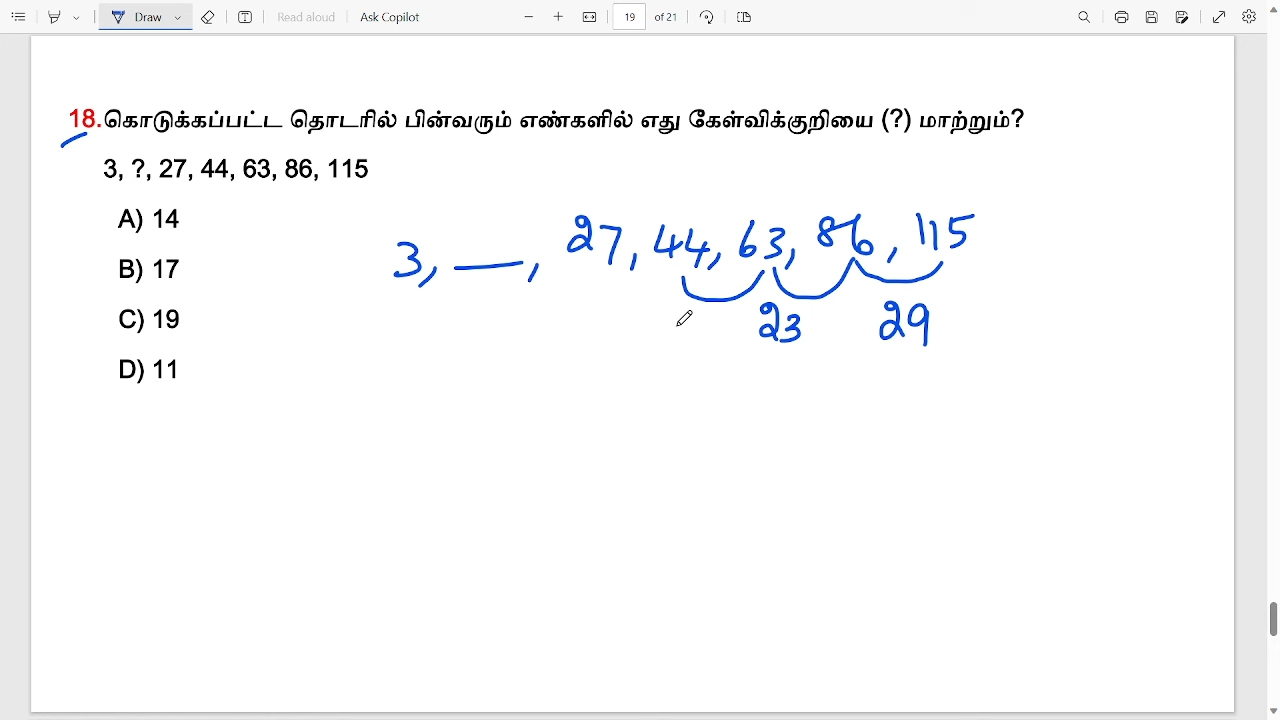 Draw
Read aloud
Ask Copilot
19 of 21
18.கொடுக்கப்பட்ட தொடரில் பின்வரும் எண்களில் எது கேள்விக்குறியை (?) மாற்றும்?
3, ?, 27, 44, 63, 86, 115
A) 14
B) 17
C) 19
D) 11
3, __, 27, 44, 63, 86, 115
23 29